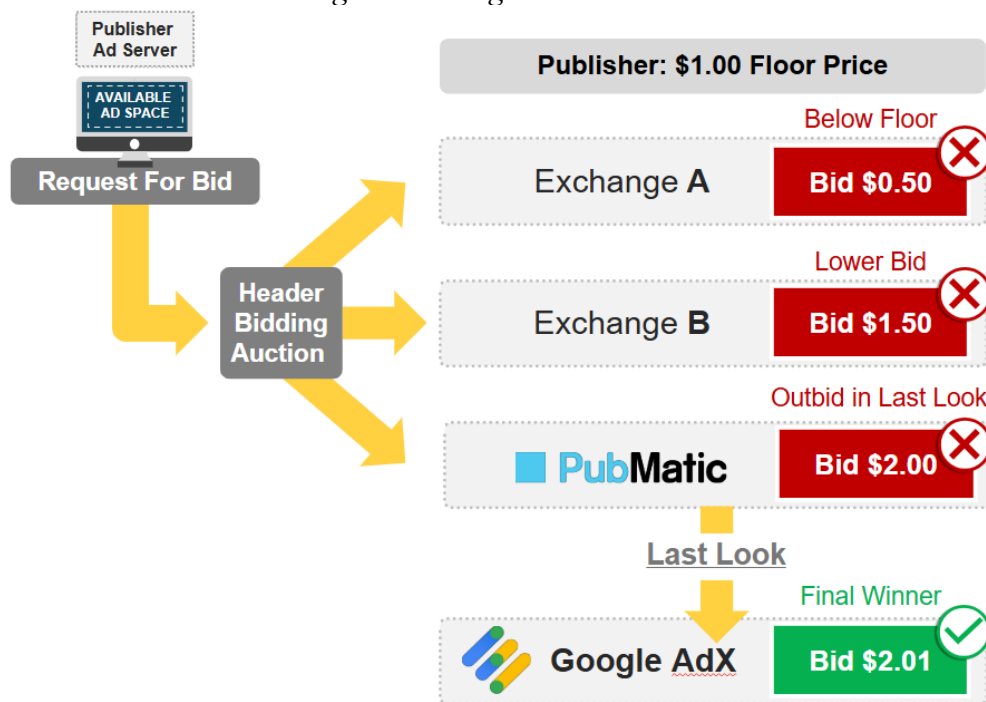 Publisher
Ad Server
AVAILABLE
AD SPACE
Request For Bid
Header
Bidding
Auction
Publisher: $1.00 Floor Price
Below Floor
Exchange A
Bid $0.50
Lower Bid
Exchange B
Bid $1.50
Outbid in Last Look
PubMatic
Bid $2.00
Last Look
Final Winner
Google AdX
Bid $2.01